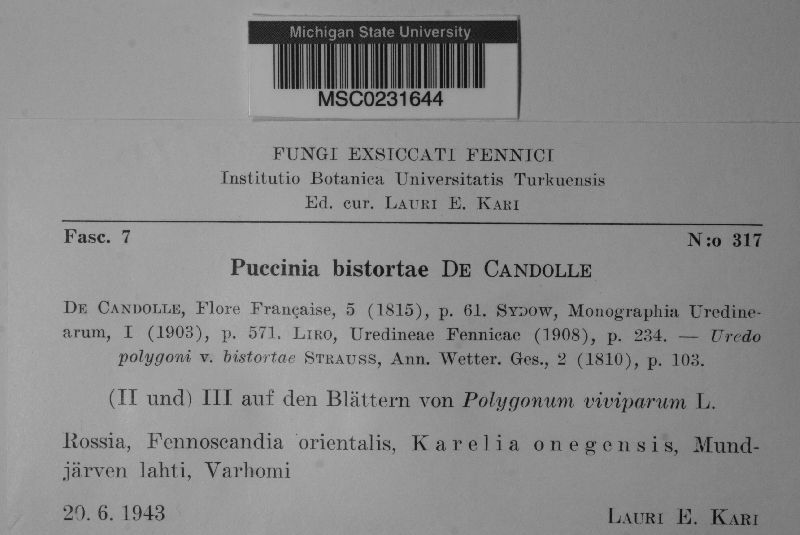 Michigan State University
MSC0231644
FUNGI EXSICCATI FENNICI
Institutio Botanica Universitatis Turkuensis
Ed. cur. LAURI E. KARI
Fasc. 7 N:o 317
Puccinia bistortae DE CANDOLLE
DE CANDOLLE, Flore Française, 5 (1815), p. 61. SYDOW, Monographia Uredine-
arum, I (1903), p. 571. LIRO, Uredineae Fennicae (1908), p. 234. — Uredo
polygoni v. bistortae STRAUSS, Ann. Wetter. Ges., 2 (1810), p. 103.
(II und) III auf den Blättern von Polygonum viviparum L.
Rossia, Fennoscandia orientalis, Karelia onegensis, Mund-
järven lahti, Varhomi
20. 6. 1943 LAURI E. KARI